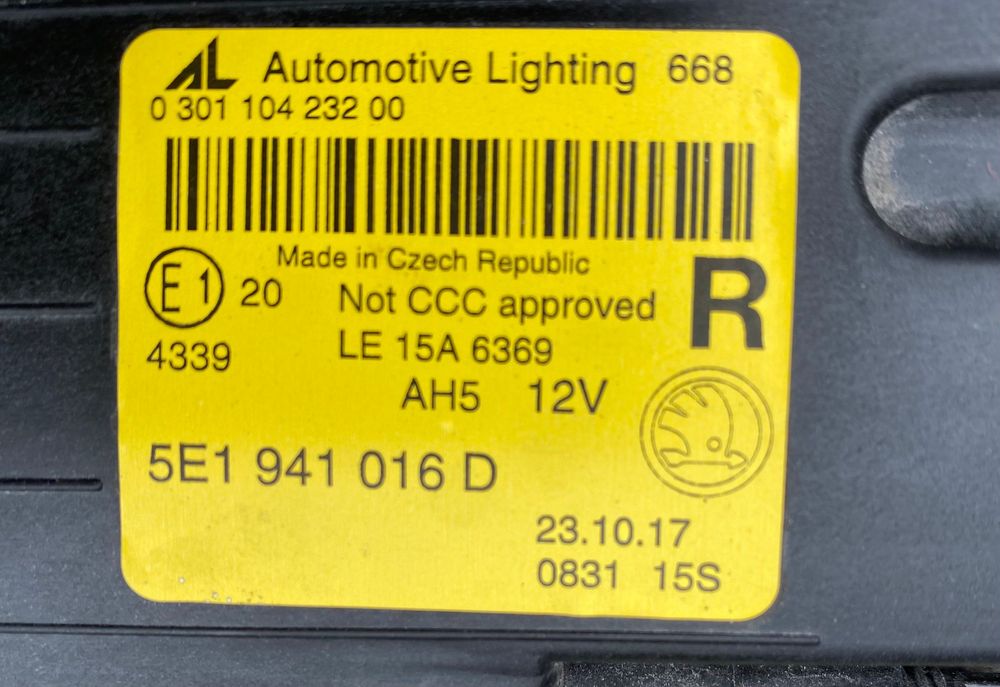 AL Automotive Lighting 668
0 301 104 232 00
Made in Czech Republic
E1 20
Not CCC approved
R
4339
LE 15A 6369
AH5 12V
5E1 941 016 D
23.10.17
0831 15S